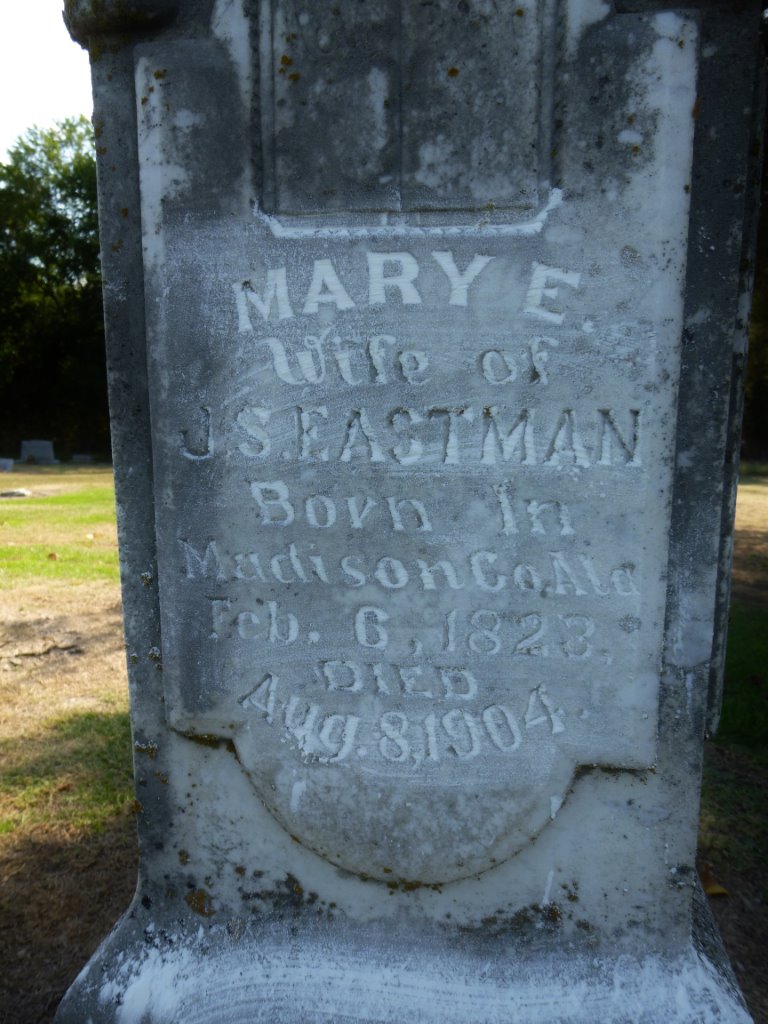 MARY E.
Wife of
J.S. EASTMAN
Born In
Madison Co, Ala
Feb. 6, 1823,
DIED
Aug. 8, 1904.